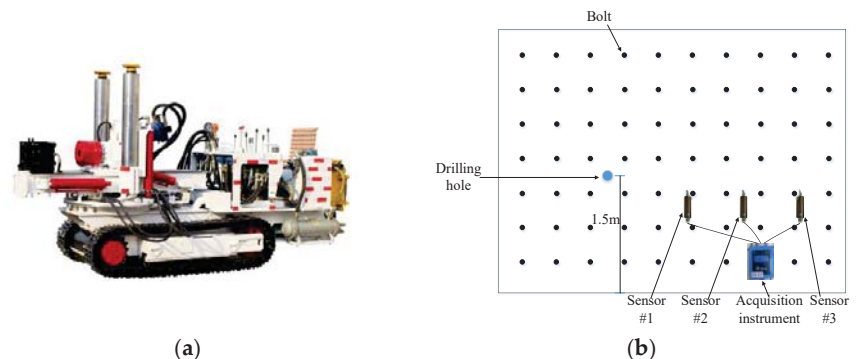 Bolt
Drilling
hole
1.5m
Sensor
#1
Sensor
#2
Acquisition
instrument
Sensor
#3
(a)
(b)